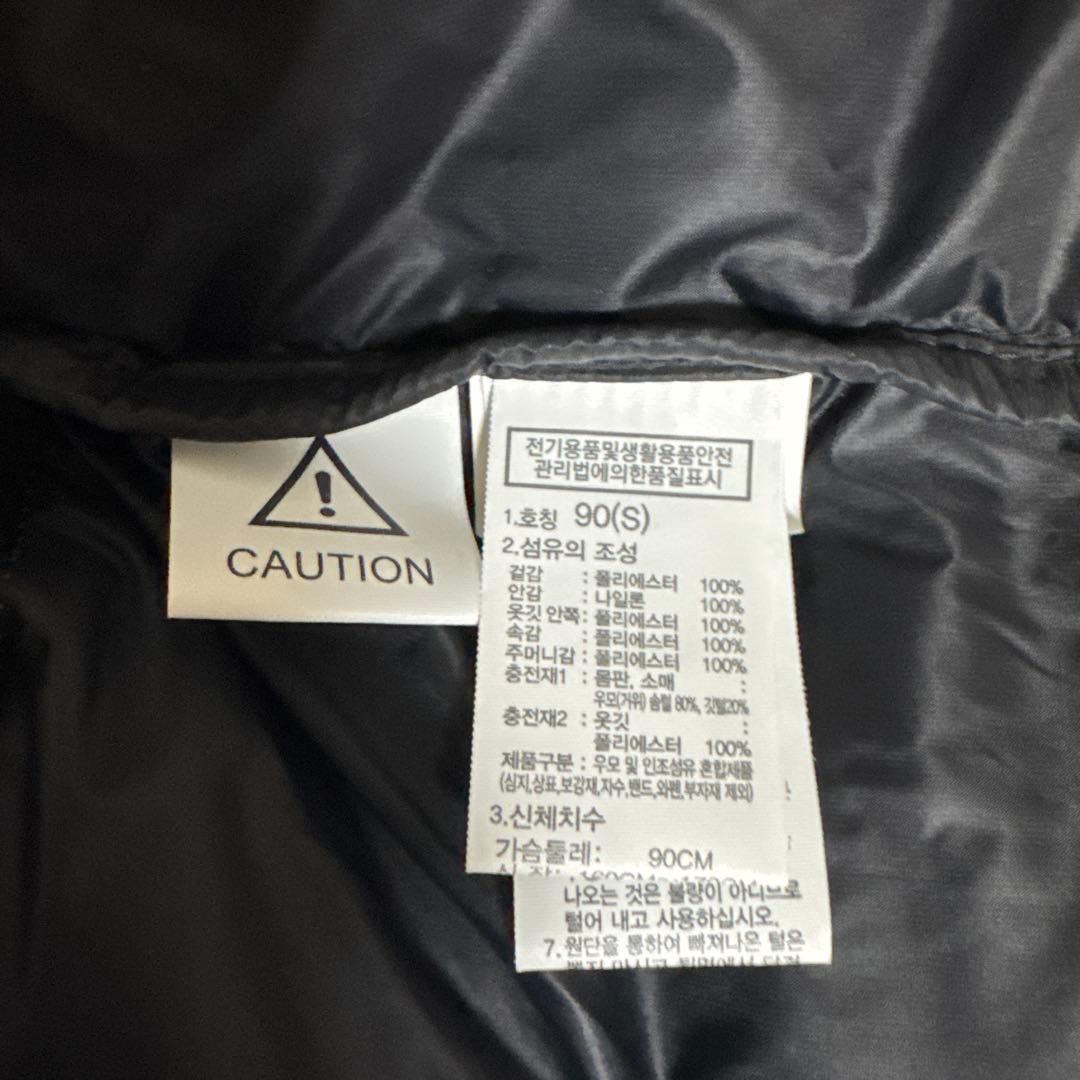 CAUTION
전기용품및생활용품안전
관리법에의한품질표시
1.호칭 90(S)
2.섬유의 조성
겉감 : 폴리에스터 100%
안감 : 나일론 100%
옷깃 안쪽: 폴리에스터 100%
속감 : 폴리에스터 100%
주머니감 : 폴리에스터 100%
충전재1 : 몸판, 소매 :
우모(거위) 솜털 80%, 깃털20%
충전재2 : 옷깃 :
폴리에스터 100%
제품구분 : 우모 및 인조섬유 혼합제품
(심지,상표,보강재,자수,밴드,와펜,부자재 제외)
3.신체치수
가슴둘레: 90CM
나오는 것은 불량이 아니므로
털어 내고 사용하십시오.
7.원단을 통하여 빠져나온 털은